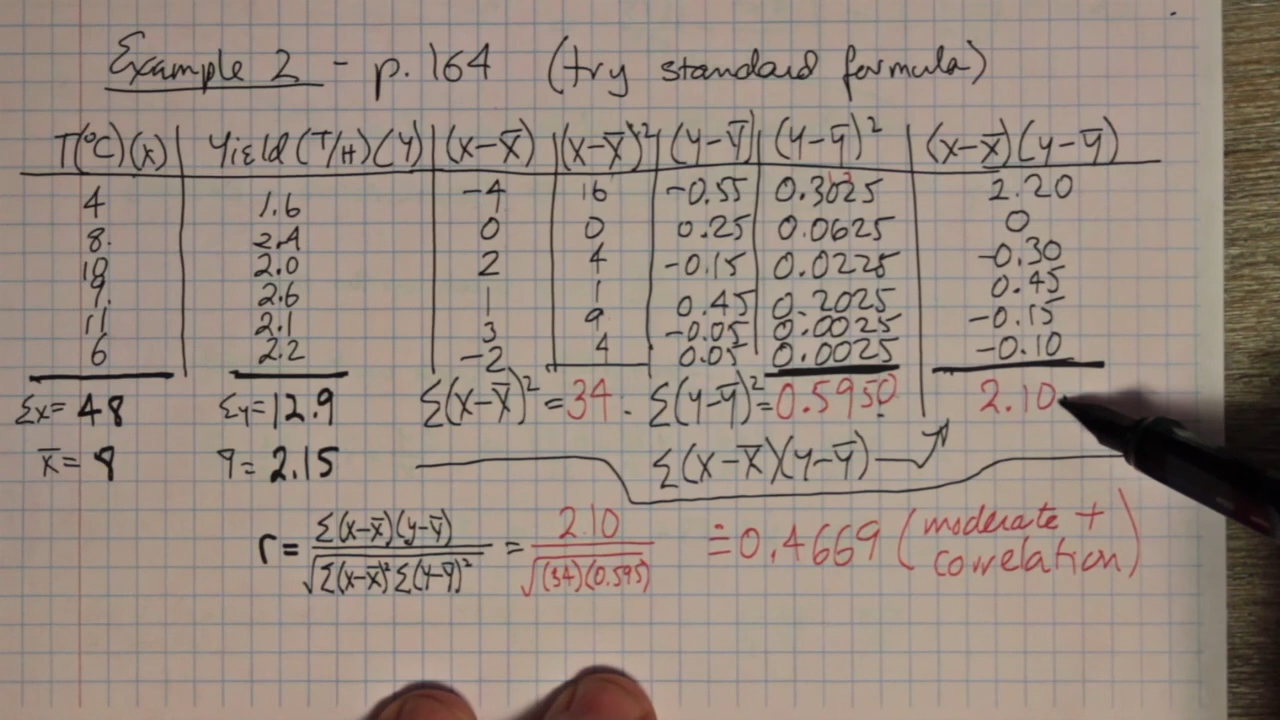 Example 2 - p.164 (try standard formula)
T(°C)(x) Yield (T/H)(Y) (x-x̄) (x-x̄)² (y-ȳ) (y-ȳ)² (x-x̄)(y-ȳ)
4 1.6 -4 16 -0.55 0.3025 2.20
8. 2.4 0 0 0.25 0.0625 0
10 2.0 2 4 -0.15 0.0225 -0.30
9. 2.6 1 1 0.45 0.2025 0.45
11 2.1 3 9 -0.05 0.0025 -0.15
6 2.2 -2 4 0.05 0.0025 -0.10
Σx= 48 Σy=12.9 Σ(x-x̄)²=34. Σ(y-ȳ)²=0.5950 2.10
x̄= 8 ȳ= 2.15 Σ(x-x̄)(y-ȳ)
r= Σ(x-x̄)(y-ȳ) / √Σ(x-x̄)²Σ(y-ȳ)² = 2.10 / √(34)(0.595) ≐0.4669 (moderate + correlation)